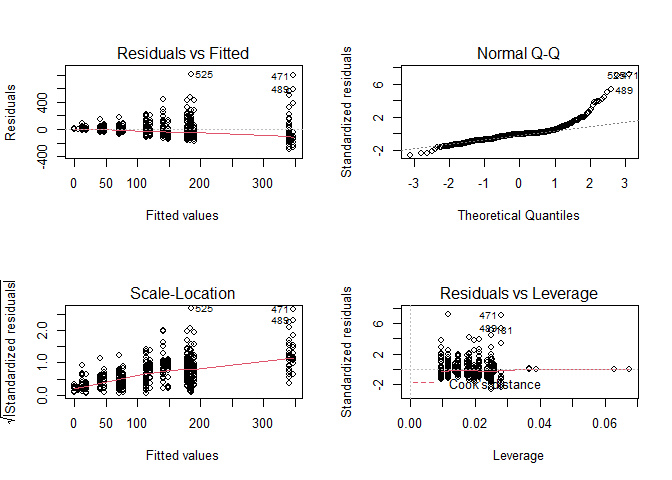 Residuals vs Fitted
Residuals
-400 0 400
525
471
489
0 50 100 200 300
Fitted values
Normal Q-Q
Standardized residuals
-2 2 6
471
489
-3 -2 -1 0 1 2 3
Theoretical Quantiles
Scale-Location
√|Standardized residuals|
0.0 1.0 2.0
525
471
489
0 50 100 200 300
Fitted values
Residuals vs Leverage
Standardized residuals
-2 2 6
471
489
Cook's distance
0.00 0.02 0.04 0.06
Leverage